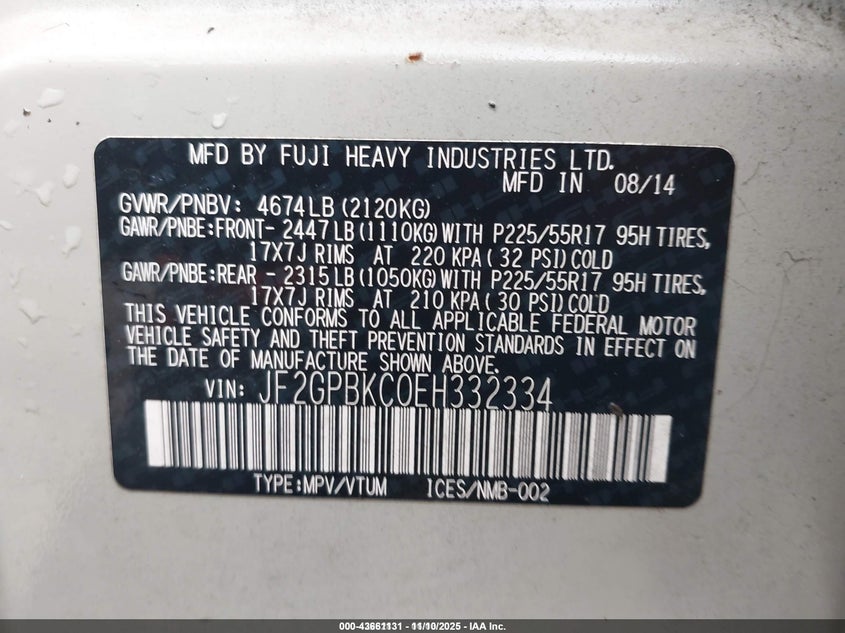 MFD BY FUJI HEAVY INDUSTRIES LTD.
MFD IN 08/14
GVWR/PNBV: 4674LB (2120KG)
GAWR/PNBE:FRONT- 2447LB (1110KG) WITH P225/55R17 95H TIRES,
17X7J RIMS AT 220 KPA ( 32 PSI) COLD
GAWR/PNBE:REAR - 2315LB (1050KG) WITH P225/55R17 95H TIRES,
17X7J RIMS AT 210 KPA ( 30 PSI) COLD
THIS VEHICLE CONFORMS TO ALL APPLICABLE FEDERAL MOTOR
VEHICLE SAFETY AND THEFT PREVENTION STANDARDS IN EFFECT ON
THE DATE OF MANUFACTURE SHOWN ABOVE.
VIN: JF2GPBKC0EH332334
TYPE:MPV/VTUM ICES/NMB-002
000-43661131 - 11/10/2025 - IAA Inc.